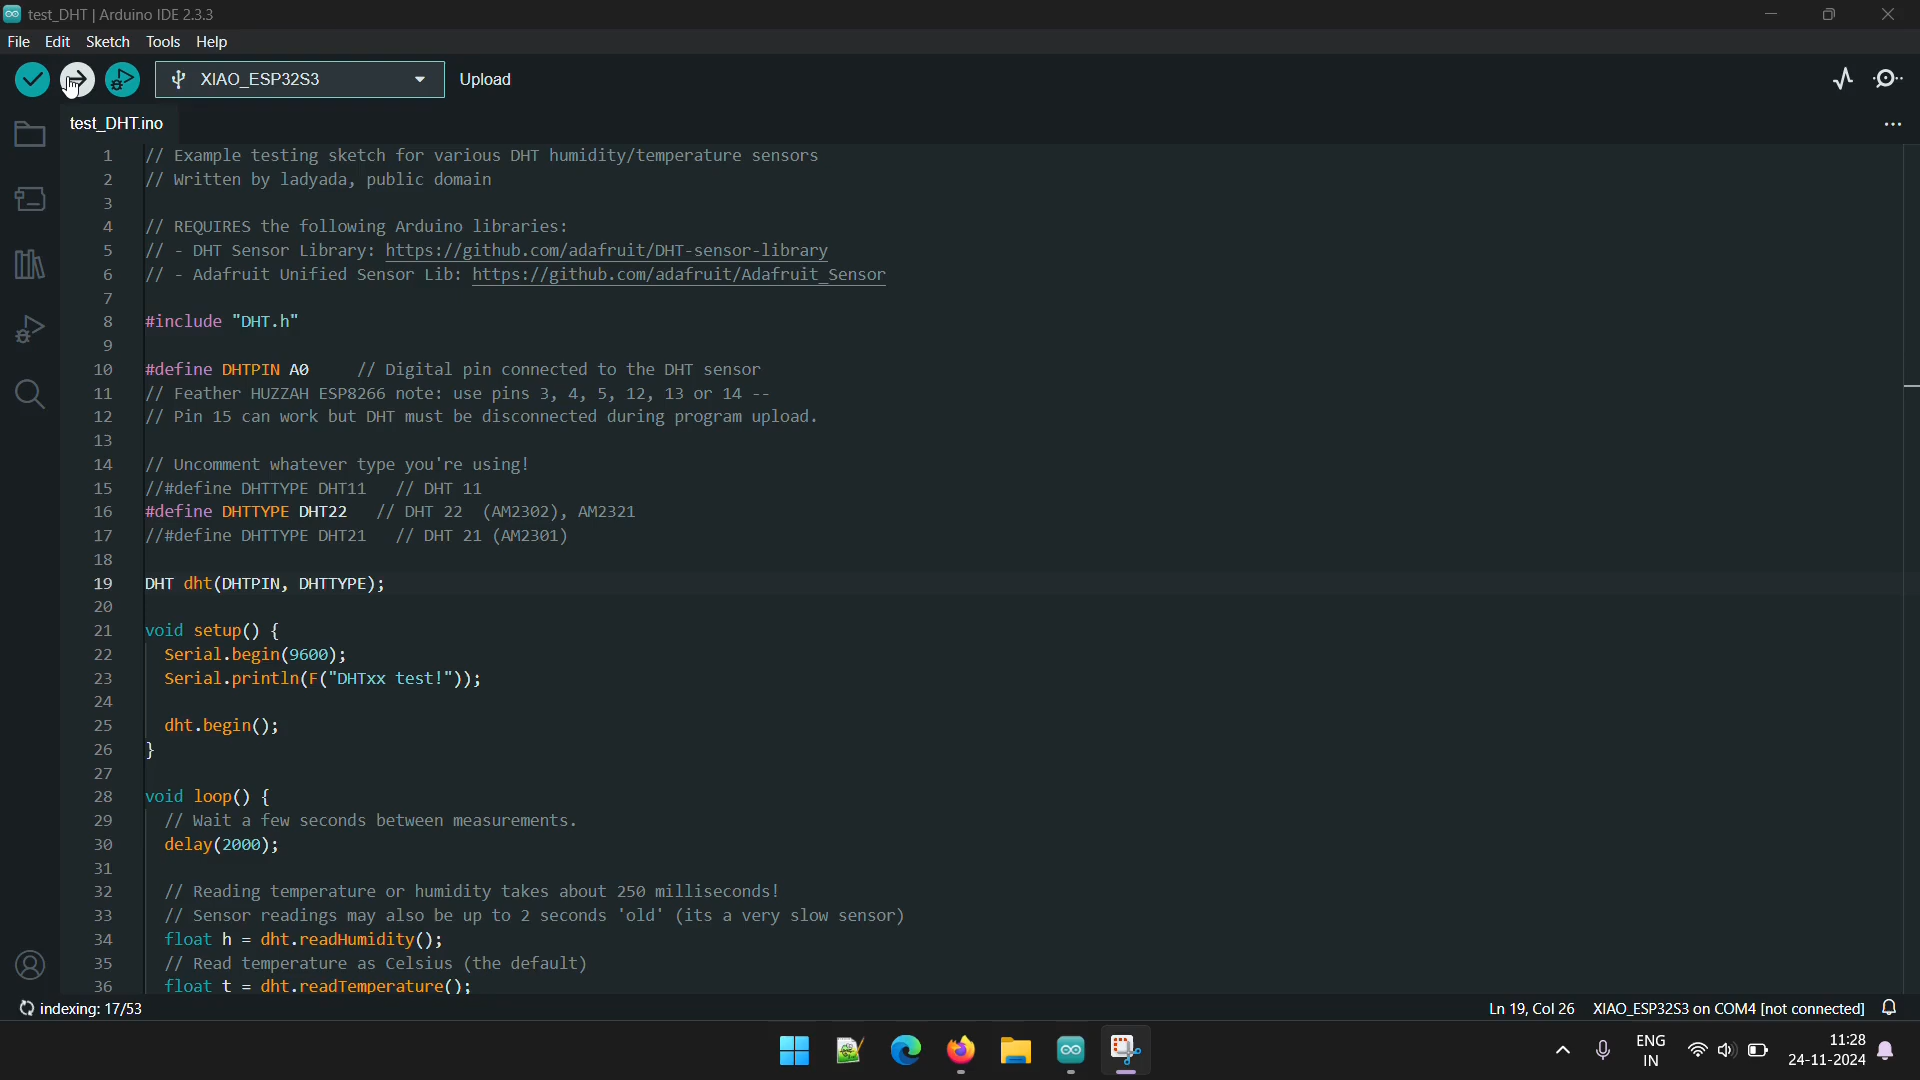 test_DHT | Arduino IDE 2.3.3
File Edit Sketch Tools Help
XIAO_ESP32S3 Upload
test_DHT.ino
1 // Example testing sketch for various DHT humidity/temperature sensors
2 // Written by ladyada, public domain
3
4 // REQUIRES the following Arduino libraries:
5 // - DHT Sensor Library: https://github.com/adafruit/DHT-sensor-library
6 // - Adafruit Unified Sensor Lib: https://github.com/adafruit/Adafruit_Sensor
7
8 #include "DHT.h"
9
10 #define DHTPIN A0 // Digital pin connected to the DHT sensor
11 // Feather HUZZAH ESP8266 note: use pins 3, 4, 5, 12, 13 or 14 --
12 // Pin 15 can work but DHT must be disconnected during program upload.
13
14 // Uncomment whatever type you're using!
15 //#define DHTTYPE DHT11 // DHT 11
16 #define DHTTYPE DHT22 // DHT 22 (AM2302), AM2321
17 //#define DHTTYPE DHT21 // DHT 21 (AM2301)
18
19 DHT dht(DHTPIN, DHTTYPE);
20
21 void setup() {
22 Serial.begin(9600);
23 Serial.println(F("DHTxx test!"));
24
25 dht.begin();
26 }
27
28 void loop() {
29 // Wait a few seconds between measurements.
30 delay(2000);
31
32 // Reading temperature or humidity takes about 250 milliseconds!
33 // Sensor readings may also be up to 2 seconds 'old' (its a very slow sensor)
34 float h = dht.readHumidity();
35 // Read temperature as Celsius (the default)
36 float t = dht.readTemperature();
indexing: 17/53 Ln 19, Col 26 XIAO_ESP32S3 on COM4 [not connected]
ENG 11:28
IN 24-11-2024